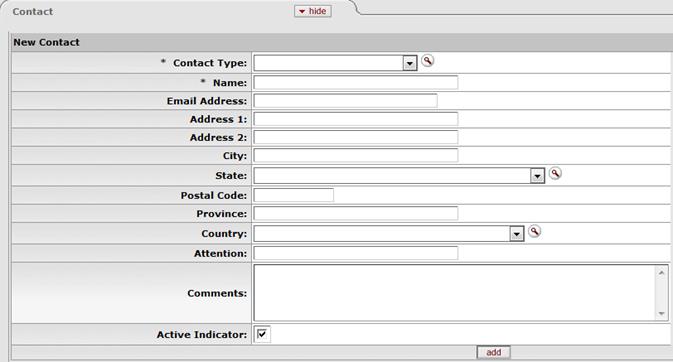 Contact
hide
New Contact
* Contact Type:
* Name:
Email Address:
Address 1:
Address 2:
City:
State:
Postal Code:
Province:
Country:
Attention:
Comments:
Active Indicator:
add